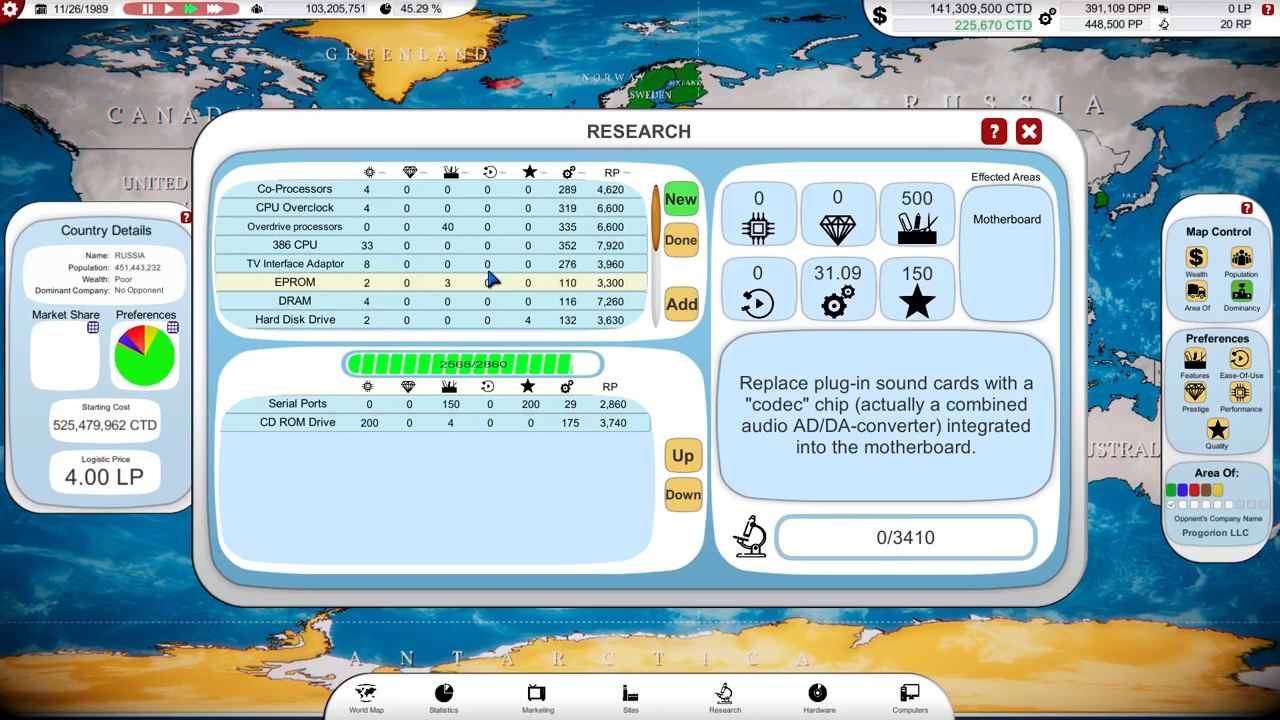 11/26/1989
103,205,751
45.29 %
$
141,309,500 CTD
225,670 CTD
391,109 DPP
448,500 PP
0 LP
20 RP
?
GREENLAND
NORWAY
FINLAND
SWEDEN
CANAD
RUSSIA
UNITED
USTRAL
ANTARCTICA
Country Details
?
Name: RUSSIA
Population: 451,443,232
Wealth: Poor
Dominant Company: No Opponent
Market Share
Preferences
Starting Cost
525,479,962 CTD
Logistic Price
4.00 LP
RESEARCH
?
RP
Co-Processors 4 0 0 0 0 289 4,620
CPU Overclock 4 0 0 0 0 319 6,600
Overdrive processors 0 0 40 0 0 335 6,600
386 CPU 33 0 0 0 0 352 7,920
TV Interface Adaptor 8 0 0 0 0 276 3,960
EPROM 2 0 3 0 0 110 3,300
DRAM 4 0 0 0 0 116 7,260
Hard Disk Drive 2 0 0 0 4 132 3,630
New
Done
Add
2568/2860
RP
Serial Ports 0 0 150 0 200 29 2,860
CD ROM Drive 200 0 4 0 0 175 3,740
Up
Down
0
0
500
0
31.09
150
Effected Areas
Motherboard
Replace plug-in sound cards with a
"codec" chip (actually a combined
audio AD/DA-converter) integrated
into the motherboard.
0/3410
?
Map Control
Wealth
Population
Area Of
Dominancy
Preferences
Features
Ease-Of-Use
Prestige
Performance
Quality
Area Of:
Oppnent's Company Name
Progorion LLC
World Map
Statistics
Marketing
Sites
Research
Hardware
Computers